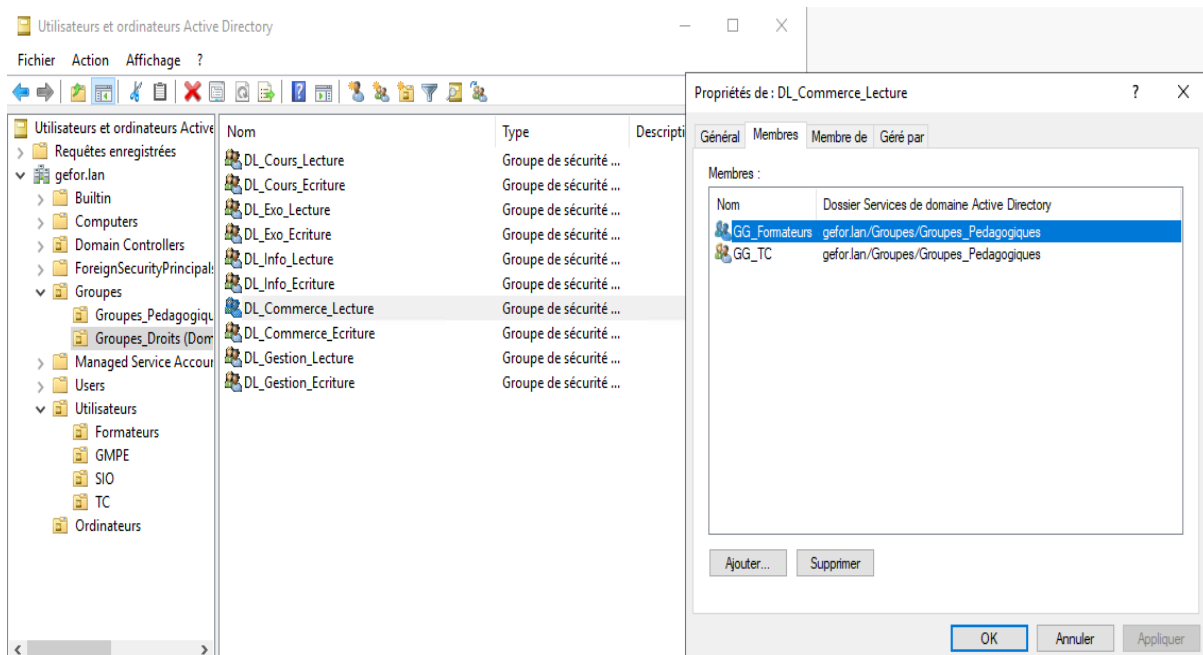 Utilisateurs et ordinateurs Active Directory
Fichier Action Affichage ?
Utilisateurs et ordinateurs Active
Requêtes enregistrées
gefor.lan
Builtin
Computers
Domain Controllers
ForeignSecurityPrincipals
Groupes
Groupes_Pedagogiqu
Groupes_Droits (Dom
Managed Service Accour
Users
Utilisateurs
Formateurs
GMPE
SIO
TC
Ordinateurs
Nom Type Descripti
DL_Cours_Lecture Groupe de sécurité ...
DL_Cours_Ecriture Groupe de sécurité ...
DL_Exo_Lecture Groupe de sécurité ...
DL_Exo_Ecriture Groupe de sécurité ...
DL_Info_Lecture Groupe de sécurité ...
DL_Info_Ecriture Groupe de sécurité ...
DL_Commerce_Lecture Groupe de sécurité ...
DL_Commerce_Ecriture Groupe de sécurité ...
DL_Gestion_Lecture Groupe de sécurité ...
DL_Gestion_Ecriture Groupe de sécurité ...
Propriétés de : DL_Commerce_Lecture ?
Général Membres Membre de Géré par
Membres :
Nom Dossier Services de domaine Active Directory
GG_Formateurs gefor.lan/Groupes/Groupes_Pedagogiques
GG_TC gefor.lan/Groupes/Groupes_Pedagogiques
Ajouter... Supprimer
OK Annuler Appliquer